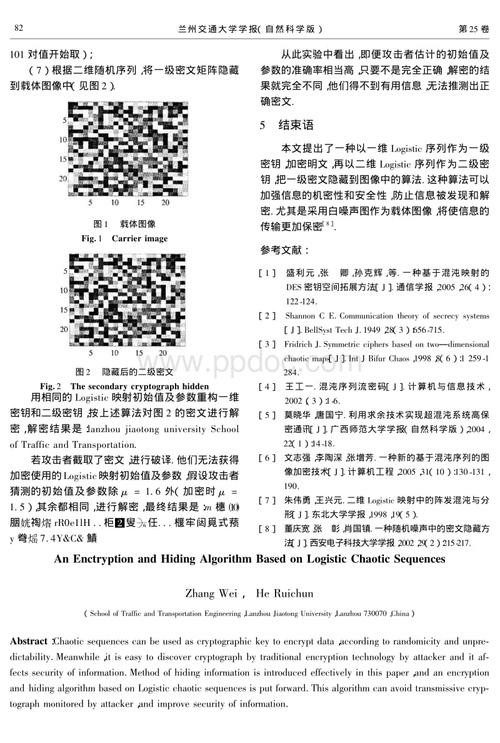 82
兰州交通大学学报(自然科学版)
第25卷
101 对值开始取);
(7)根据二维随机序列,将一级密文矩阵隐藏
到载体图像中(见图2).
5
10
15
20
5 10 15 20
图1 载体图像
Fig. 1 Carrier image
5
10
15
20
5 10 15 20
图2 隐藏后的二级密文
Fig. 2 The secondary cryptograph hidden
用相同的 Logistic 映射初始值及参数重构一维
密钥和二级密钥,按上述算法对图2的密文进行解
密,解密结果是:lanzhou jiaotong university School
of Traffic and Transportation.
若攻击者截取了密文,进行破译.他们无法获得
加密使用的 Logistic 映射初始值及参数,假设攻击者
猜测的初始值及参数除 μ = 1.6 外(加密时 μ =
1.5),其余都相同,进行解密,最终结果是:
rR0e11H
7.4Y&C&
从此实验中看出,即便攻击者估计的初始值及
参数的准确率相当高,只要不是完全正确,解密的结
果就完全不同,他们得不到有用信息,无法推测出正
确密文.
5 结束语
本文提出了一种以一维 Logistic 序列作为一级
密钥,加密明文,再以二维 Logistic 序列作为二级密
钥,把一级密文隐藏到图像中的算法.这种算法可以
加强信息的机密性和安全性,防止信息被发现和解
密.尤其是采用白噪声图作为载体图像,将使信息的
传输更加保密[8].
参考文献:
[1] 盛利元,张 卿,孙克辉,等.一种基于混沌映射的
DES密钥空间拓展方法[J].通信学报,2005,26(4):
122-124.
[2] Shannon C E. Communication theory of secrecy systems
[J]. BellSyst Tech J. 1949,28(3):656-715.
[3] Fridrich J. Symmetric ciphers based on two—dimensional
chaotic maps[J]. Int J Bifur Chaos,1998,8(6):1 259-1
284.
[4] 王工一.混沌序列流密码[J].计算机与信息技术,
2002(3):1-6.
[5] 莫晓华,唐国宁.利用求余技术实现超混沌系统高保
密通讯[J].广西师范大学学报(自然科学版),2004,
22(1):14-18.
[6] 文志强,李陶深,张增芳.一种新的基于混沌序列的图
像加密技术[J].计算机工程,2005,31(10):130-131,
190.
[7] 朱伟勇,王兴元.二维 Logistic 映射中的阵发混沌与分
形[J].东北大学学报,1998,19(5).
[8] 董庆宽,张 彭,肖国镇.一种随机噪声中的密文隐藏方
法[J].西安电子科技大学学报,2002,29(2):215-217.
An Enctryption and Hiding Algorithm Based on Logistic Chaotic Sequences
Zhang Wei , He Ruichun
(School of Traffic and Transportation Engineering,Lanzhou Jiaotong University,Lanzhou 730070,China)
Abstract:Chaotic sequences can be used as cryptographic key to encrypt data,according to randomicity and unpre-
dictability. Meanwhile,it is easy to discover cryptograph by traditional encryption technology by attacker and it af-
fects security of information. Method of hiding information is introduced effectively in this paper,and an encryption
and hiding algorithm based on Logistic chaotic sequences is put forward. This algorithm can avoid transmissive cryp-
tograph monitored by attacker,and improve security of information.